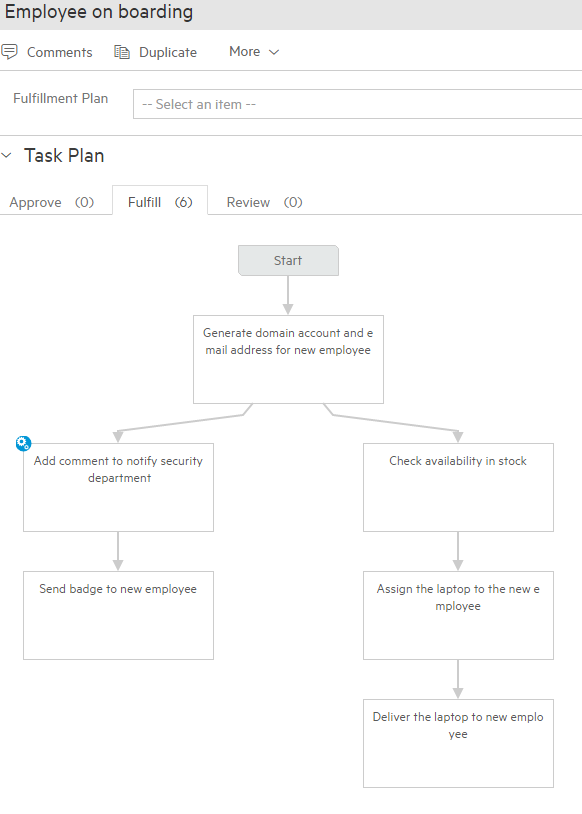 Employee on boarding
Comments Duplicate More
Fulfillment Plan
-- Select an item --
Task Plan
Approve (0) Fulfill (6) Review (0)
Start
Generate domain account and e
mail address for new employee
Add comment to notify security
department
Check availability in stock
Send badge to new employee
Assign the laptop to the new e
mployee
Deliver the laptop to new emplo
yee